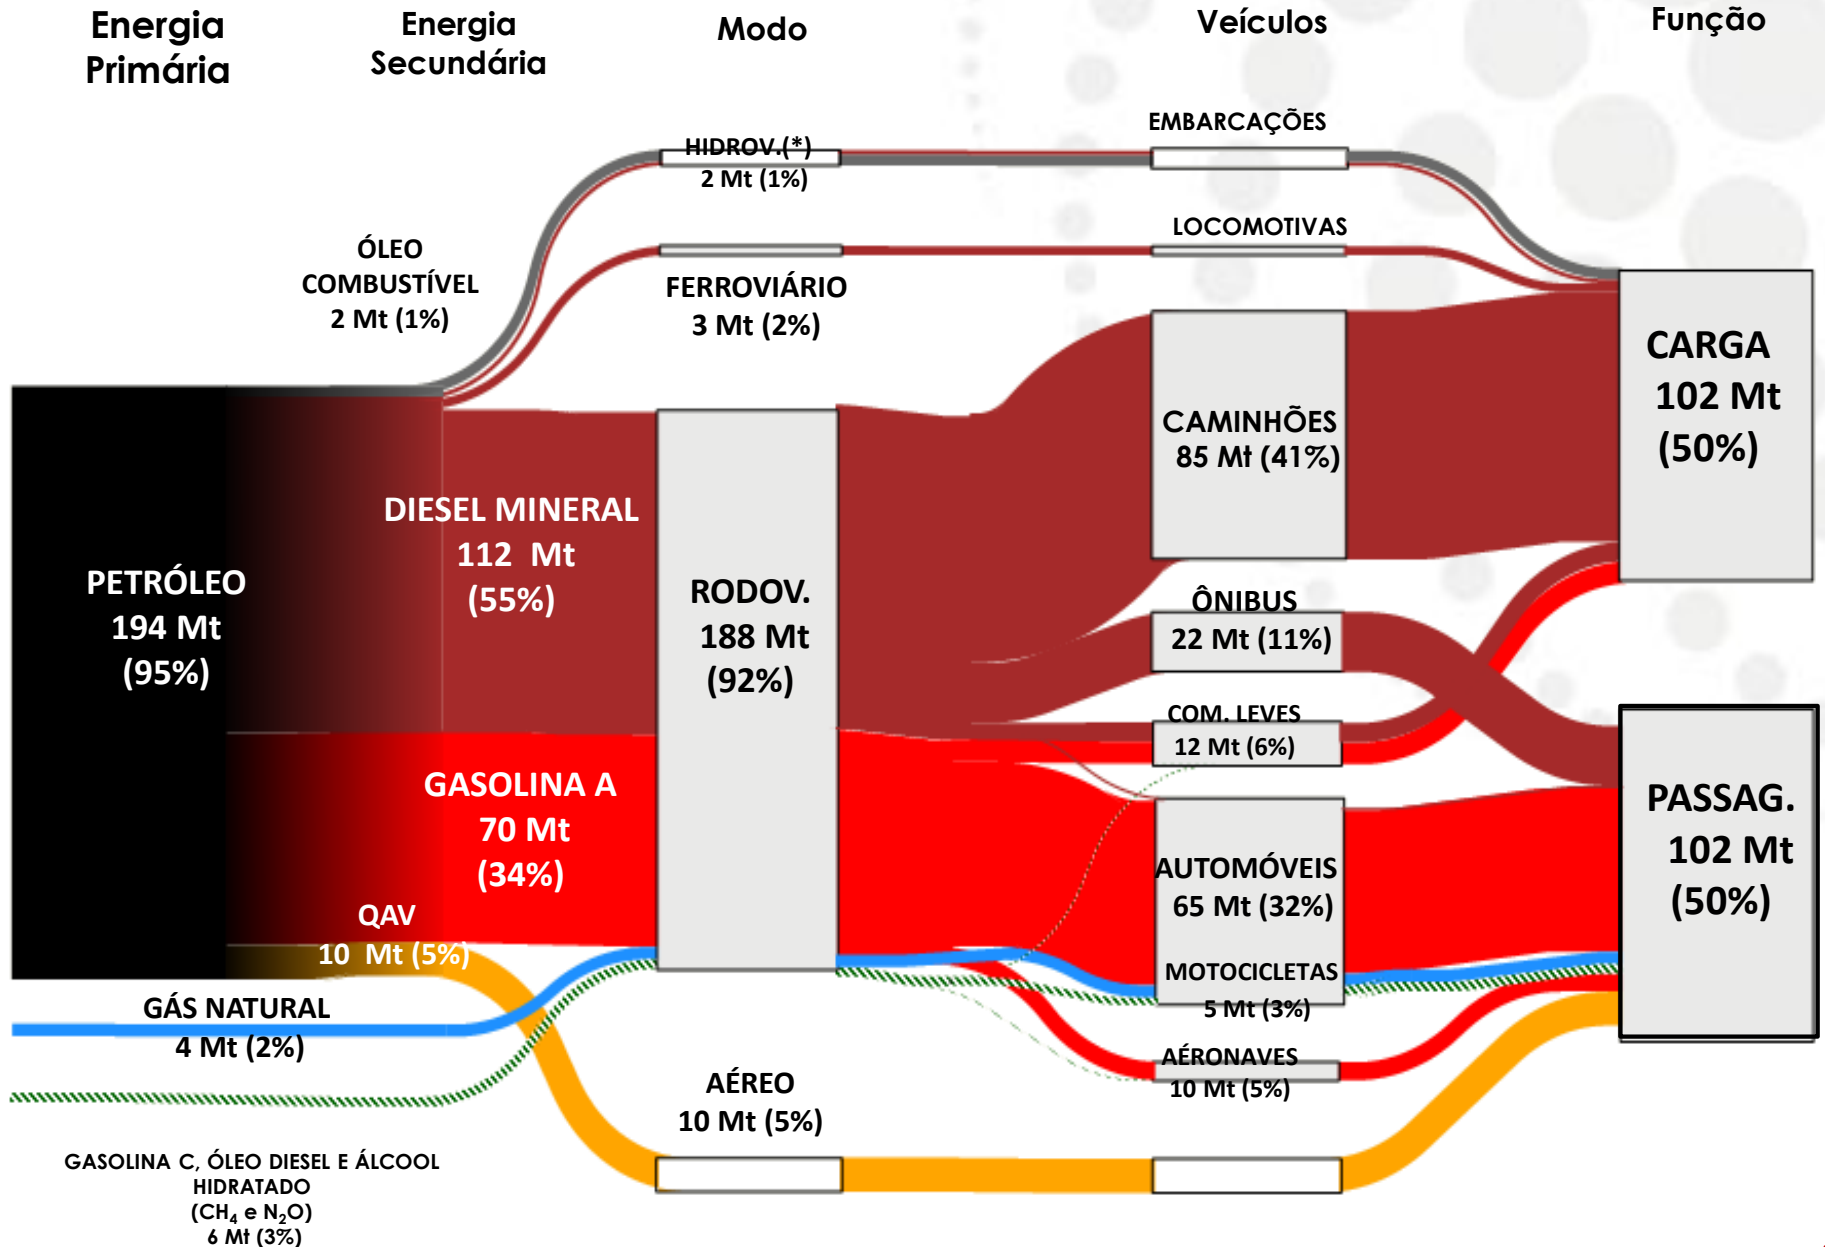 Energia
Primária
Energia
Secundária
Modo
Veículos
Função
HIDROV.(*)
2 Mt (1%)
EMBARCAÇÕES
LOCOMOTIVAS
ÓLEO
COMBUSTÍVEL
2 Mt (1%)
FERROVIÁRIO
3 Mt (2%)
CARGA
102 Mt
(50%)
CAMINHÕES
85 Mt (41%)
DIESEL MINERAL
112 Mt
(55%)
PETRÓLEO
194 Mt
(95%)
RODOV.
188 Mt
(92%)
ÔNIBUS
22 Mt (11%)
COM. LEVES
12 Mt (6%)
GASOLINA A
70 Mt
(34%)
PASSAG.
102 Mt
(50%)
AUTOMÓVEIS
65 Mt (32%)
QAV
10 Mt (5%)
MOTOCICLETAS
5 Mt (3%)
GÁS NATURAL
4 Mt (2%)
AÉRONAVES
10 Mt (5%)
AÉREO
10 Mt (5%)
GASOLINA C, ÓLEO DIESEL E ÁLCOOL
HIDRATADO
(CH₄ e N₂O)
6 Mt (3%)